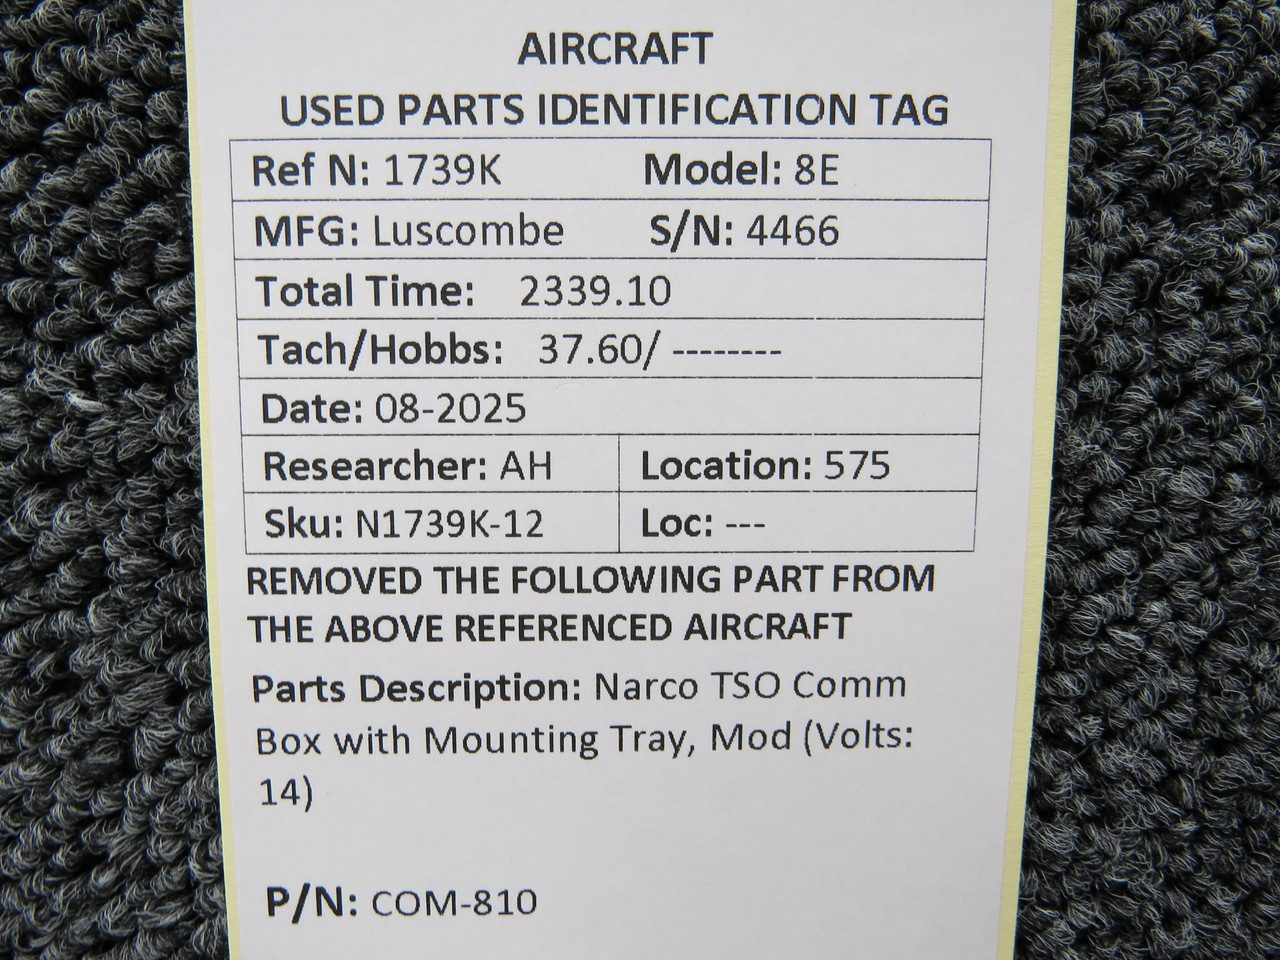 AIRCRAFT
USED PARTS IDENTIFICATION TAG
Ref N: 1739K Model: 8E
MFG: Luscombe S/N: 4466
Total Time: 2339.10
Tach/Hobbs: 37.60/ --------
Date: 08-2025
Researcher: AH Location: 575
Sku: N1739K-12 Loc: ---
REMOVED THE FOLLOWING PART FROM
THE ABOVE REFERENCED AIRCRAFT
Parts Description: Narco TSO Comm
Box with Mounting Tray, Mod (Volts:
14)
P/N: COM-810